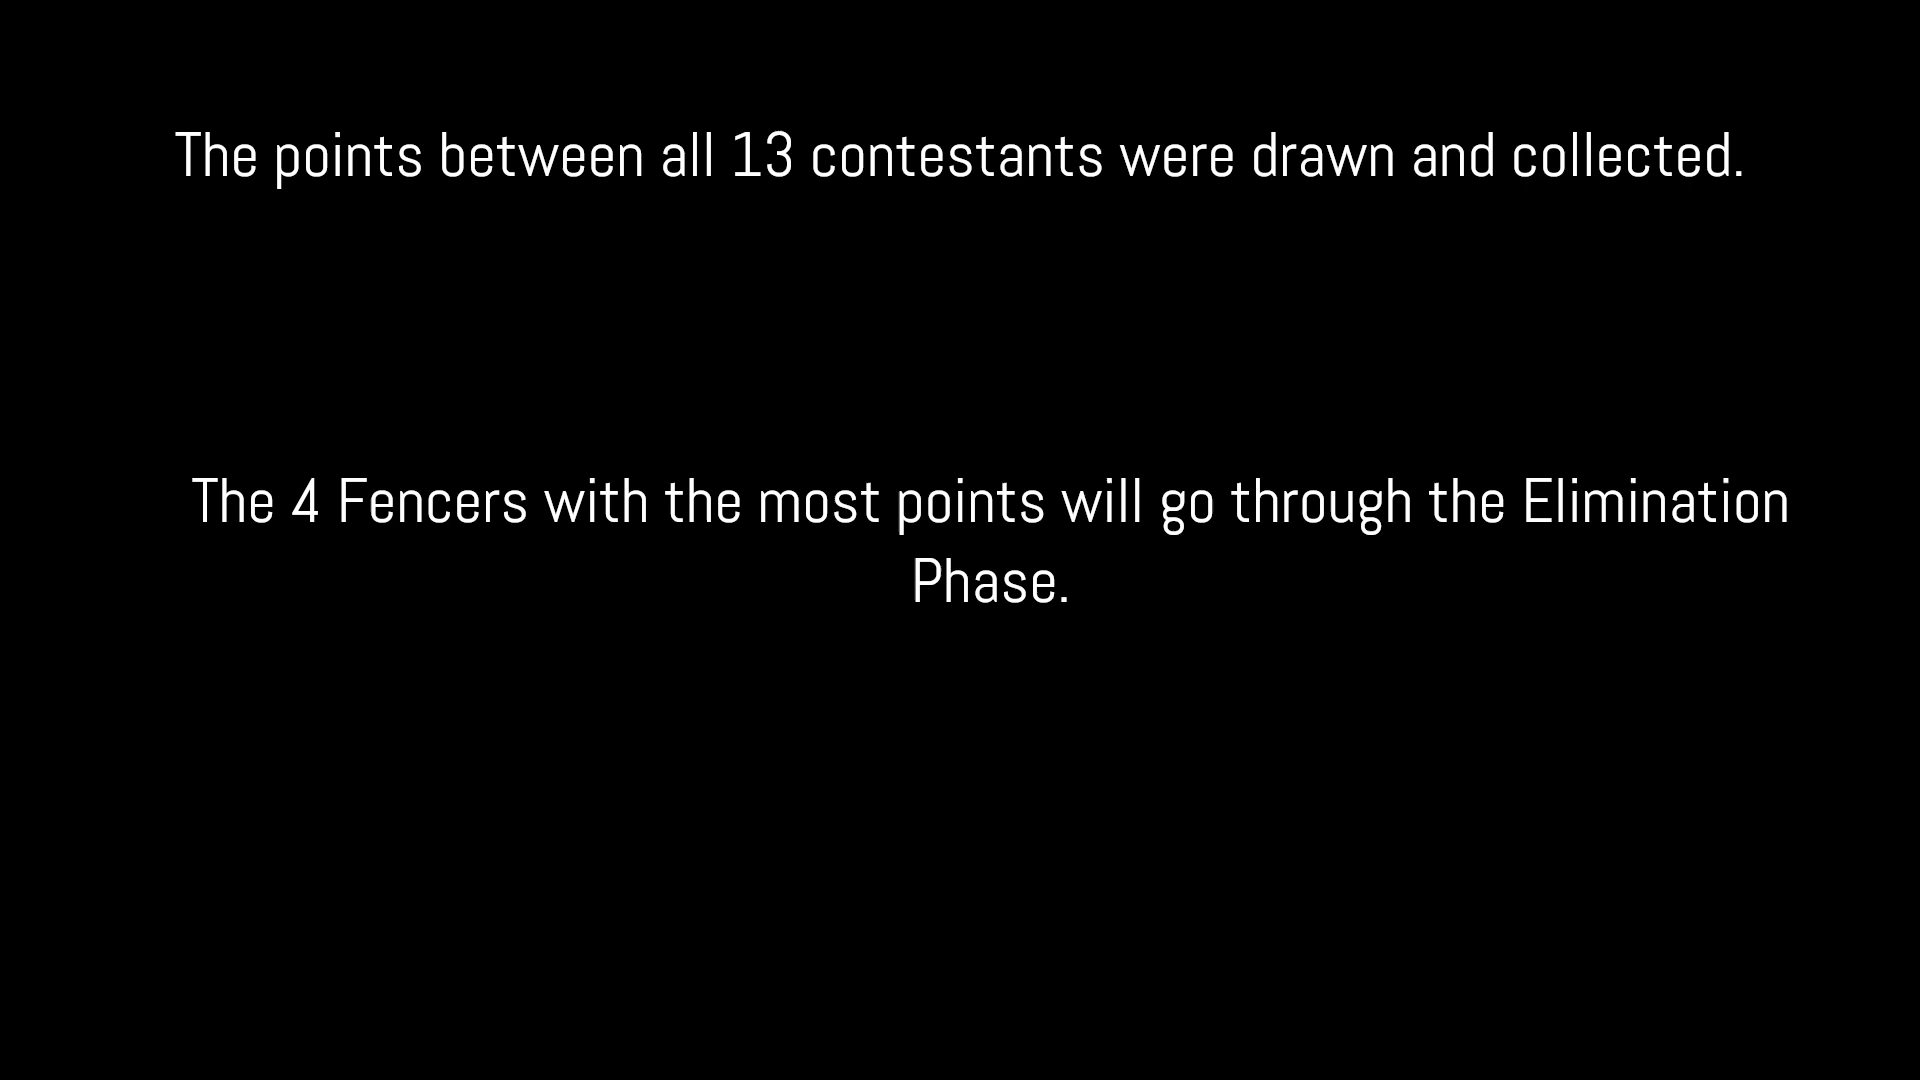 The points between all 13 contestants were drawn and collected.
The 4 Fencers with the most points will go through the Elimination
Phase.